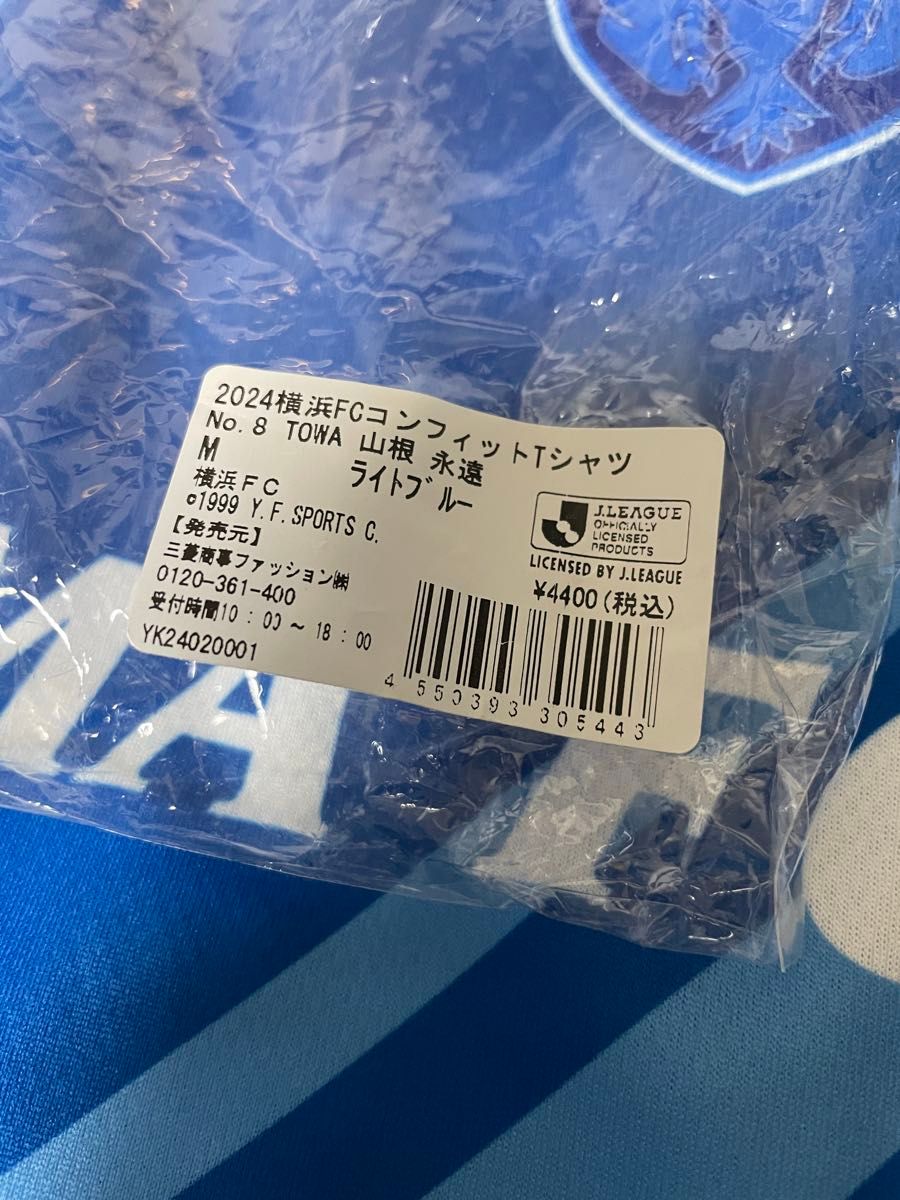 2024横浜FCコンフィットTシャツ
No.8 TOWA 山根 永遠
M
ライトブルー
横浜FC
©1999 Y.F.SPORTS C.
【発売元】
三菱商事ファッション㈱
0120-361-400
受付時間10:00~18:00
YK24020001
J.LEAGUE
OFFICIALLY
LICENSED
PRODUCTS
LICENSED BY J.LEAGUE
¥4400(税込)
4 550393 305443
MA F